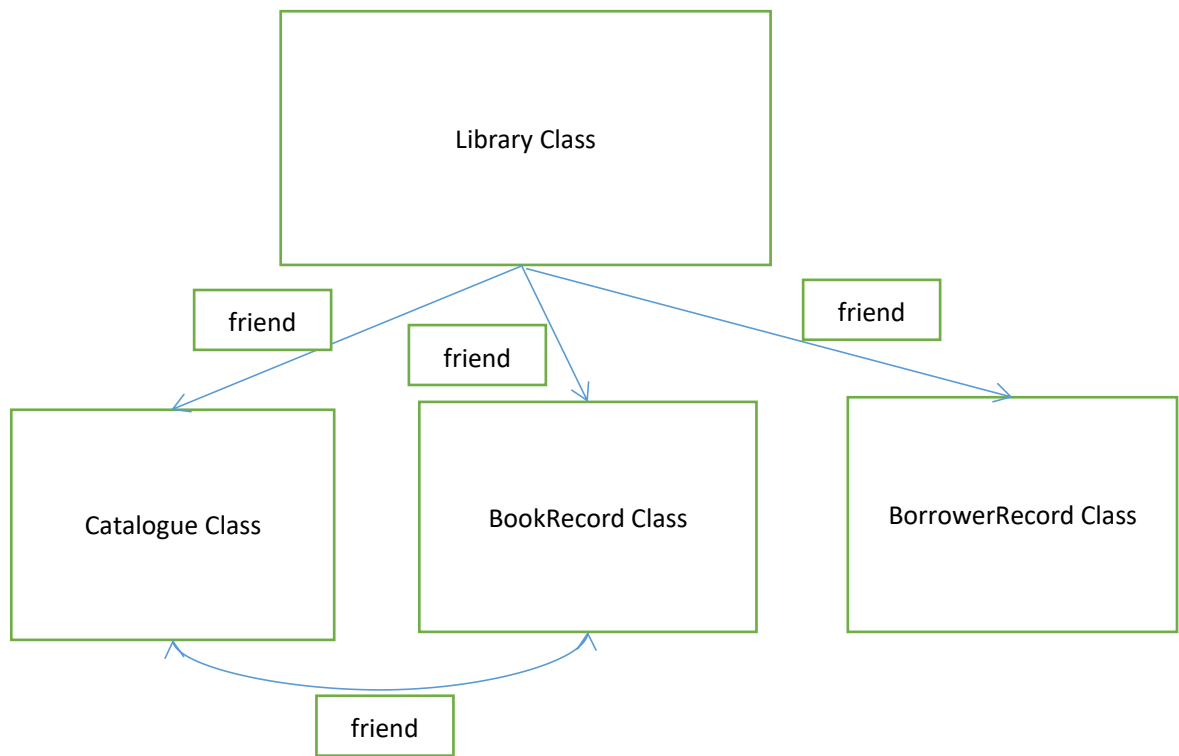 Library Class
friend
friend
friend
Catalogue Class
BookRecord Class
BorrowerRecord Class
friend